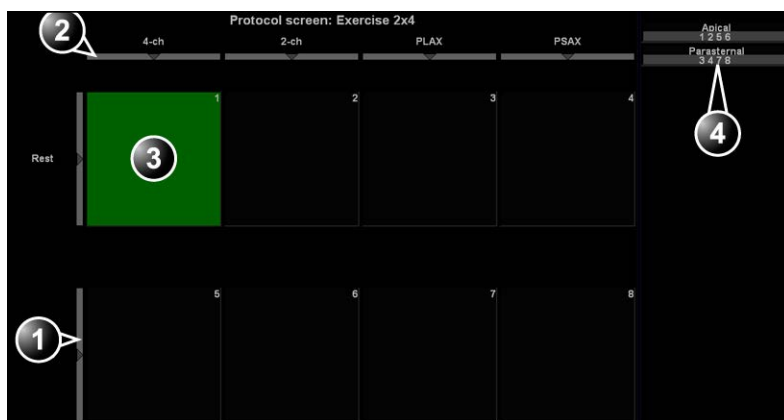 Protocol screen: Exercise 2x4
2
4-ch 2-ch PLAX PSAX
Apical
1 2 5 6
Parasternal
3 4 7 8
4
1 2 3 4
Rest
3
5 6 7 8
1